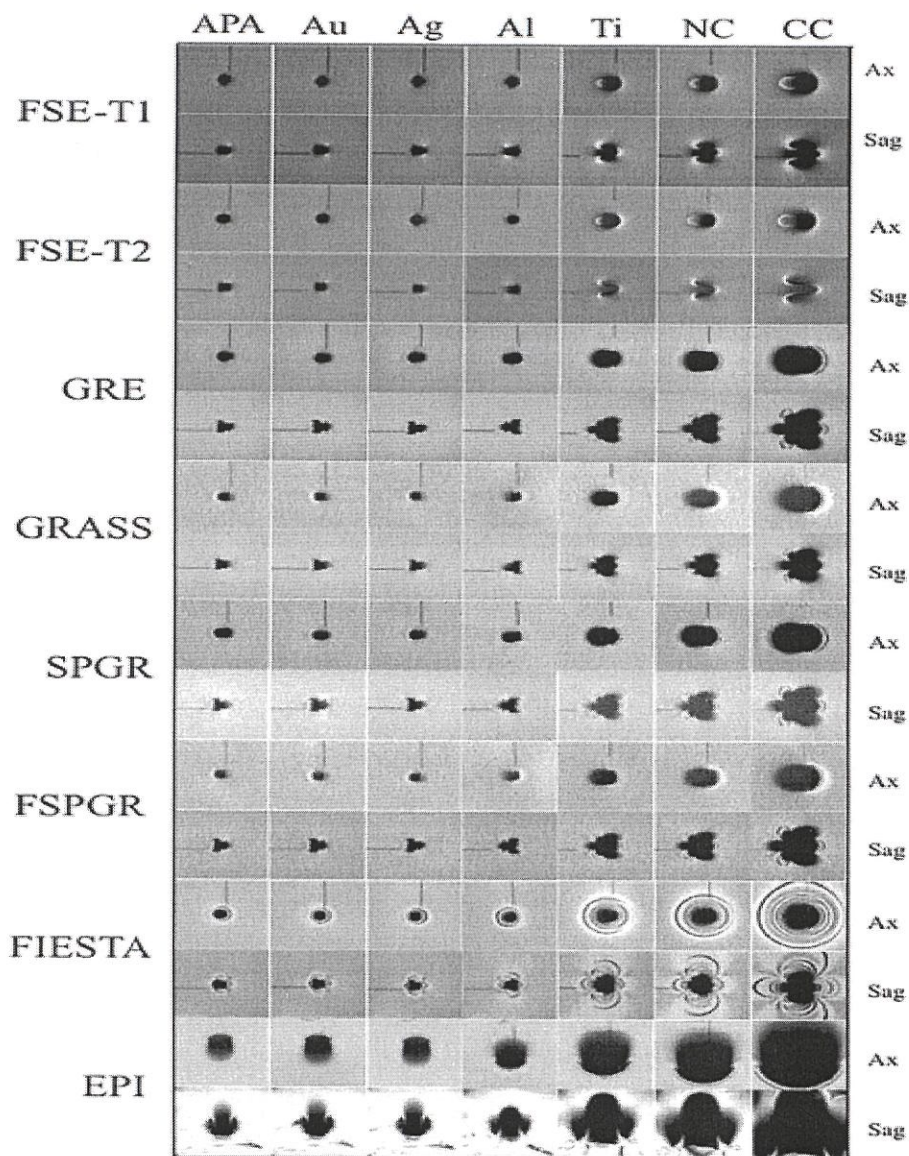 APA Au Ag Al Ti NC CC
FSE-T1 Ax
Sag
FSE-T2 Ax
Sag
GRE Ax
Sag
GRASS Ax
Sag
SPGR Ax
Sag
FSPGR Ax
Sag
FIESTA Ax
Sag
EPI Ax
Sag